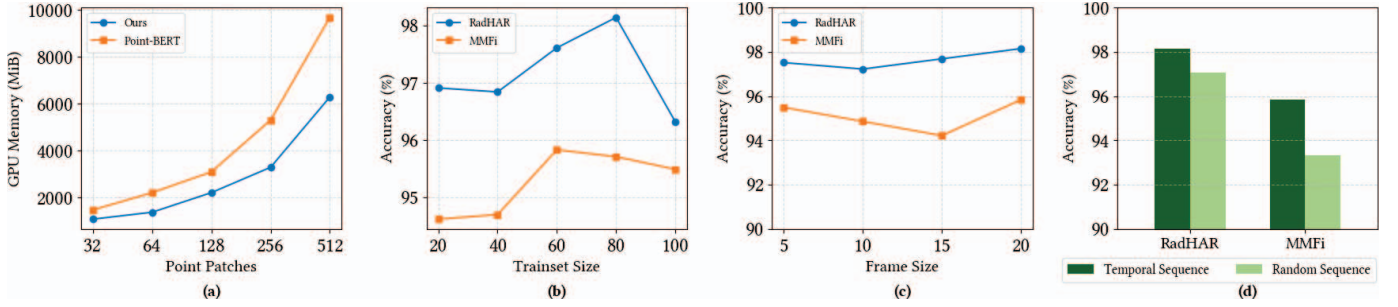 GPU Memory (MiB)
10000
8000
6000
4000
2000
Ours
Point-BERT
32 64 128 256 512
Point Patches
(a)
Accuracy (%)
98
97
96
95
RadHAR
MMFi
20 40 60 80 100
Trainset Size
(b)
Accuracy (%)
100
98
96
94
92
90
RadHAR
MMFi
5 10 15 20
Frame Size
(c)
Accuracy (%)
100
98
96
94
92
90
RadHAR MMFi
Temporal Sequence Random Sequence
(d)